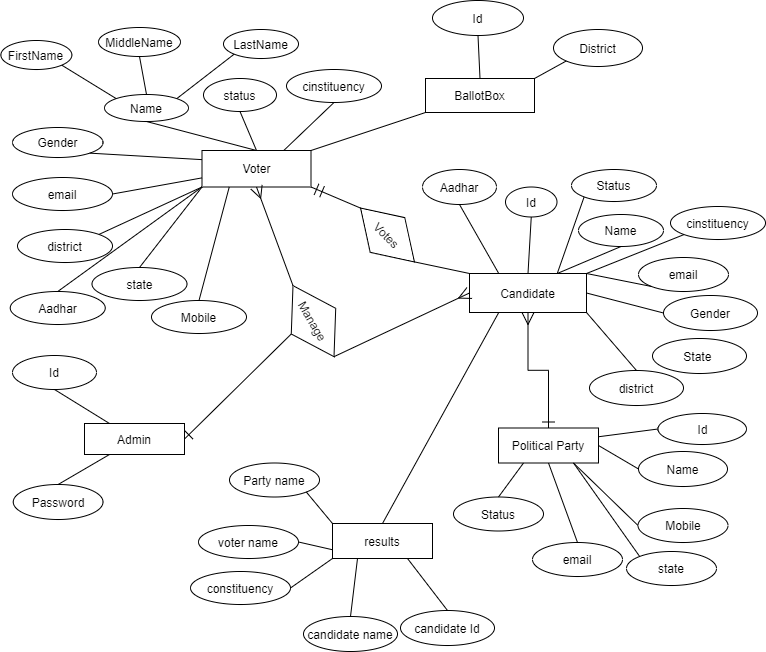 Id
MiddleName
LastName
FirstName
District
cinstituency
status
BallotBox
Name
Gender
Voter
Aadhar
Status
email
Id
Name
cinstituency
Votes
district
email
state
Candidate
Aadhar
Mobile
Manage
Gender
State
Id
district
Admin
Id
Political Party
Name
Party name
Password
Status
Mobile
voter name
results
email
state
constituency
candidate name
candidate Id